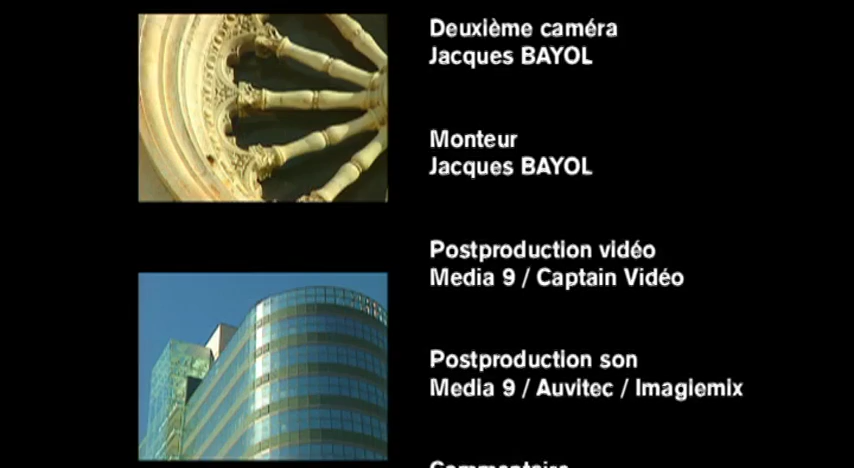 Deuxième caméra
Jacques BAYOL
Monteur
Jacques BAYOL
Postproduction vidéo
Media 9 / Captain Vidéo
Postproduction son
Media 9 / Auvitec / Imagiemix
Commentaire